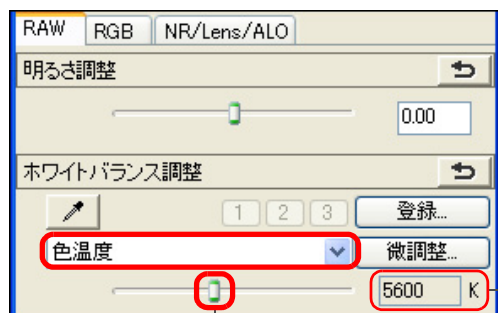 RAW RGB NR/Lens/ALO
明るさ調整
0.00
ホワイトバランス調整
1 2 3 登録...
色温度 微調整...
5600 K